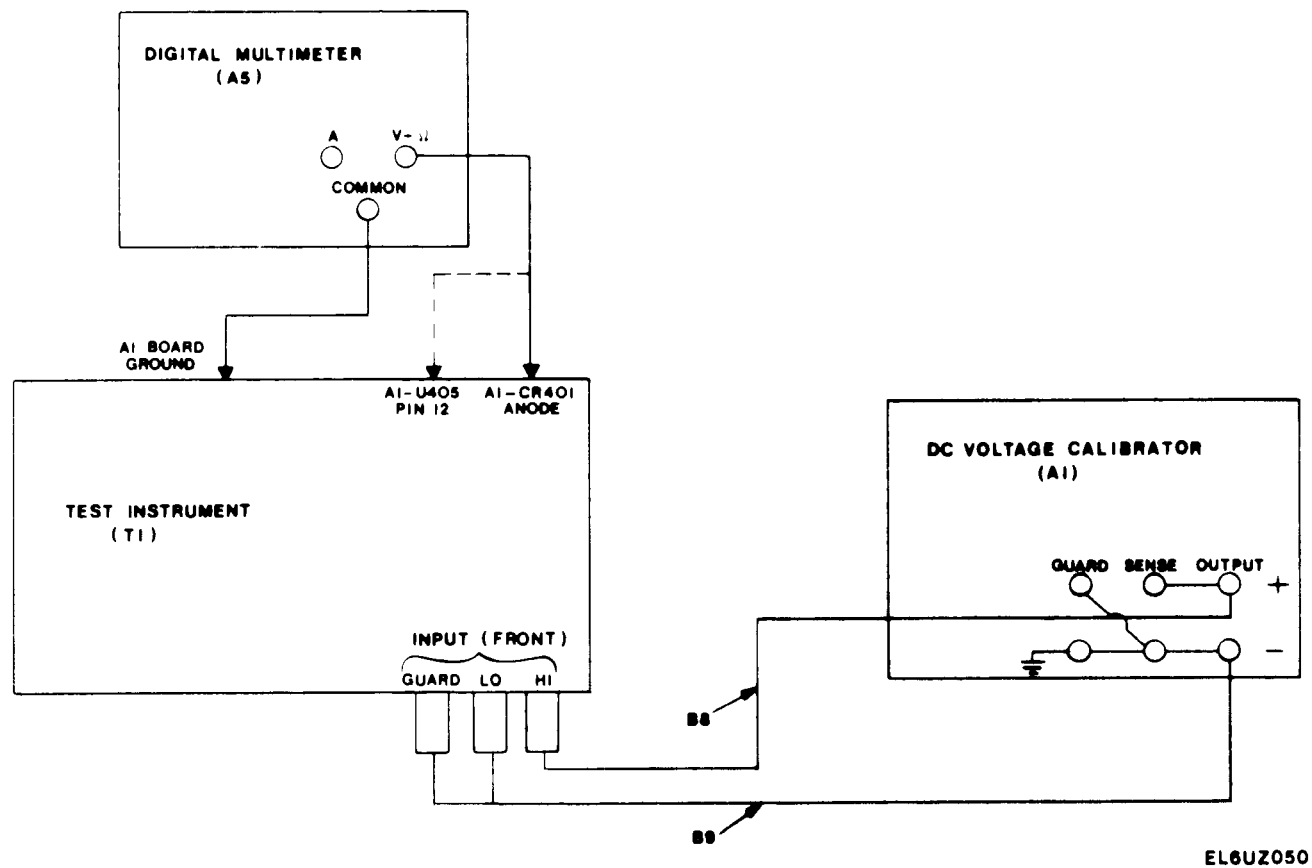 DIGITAL MULTIMETER
(A5)
A
V-Ω
COMMON
A1 BOARD
GROUND
A1-U405
PIN 12
A1-CR401
ANODE
TEST INSTRUMENT
(T1)
INPUT (FRONT)
GUARD
LO
HI
DC VOLTAGE CALIBRATOR
(A1)
GUARD
SENSE
OUTPUT
+
-
B8
B9
EL6UZ050